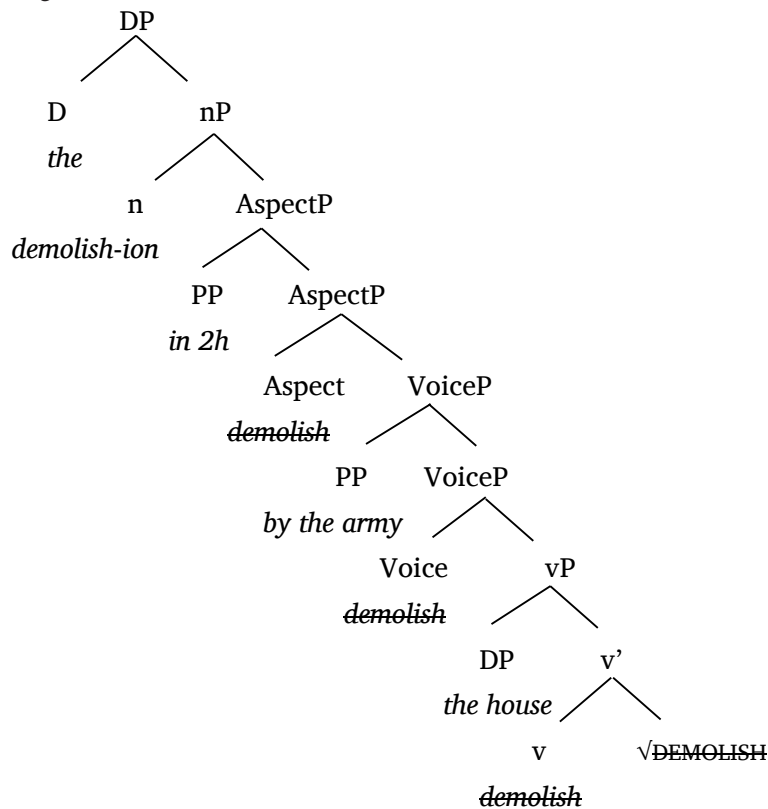 DP
D nP
the
n AspectP
demolish-ion
PP AspectP
in 2h
Aspect VoiceP
demolish
PP VoiceP
by the army
Voice vP
demolish
DP v’
the house
v √DEMOLISH
demolish